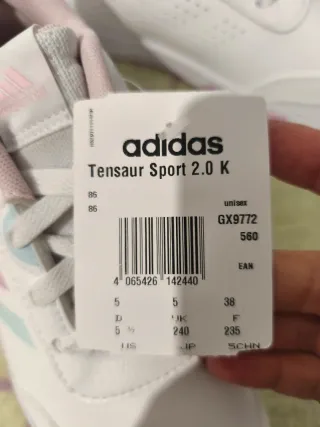 adidas
Tensaur Sport 2.0 K
86
86
unisex
GX9772
560
EAN
4 065426 142440
5 5 38
D UK F
5 ½ 240 235
US JP SCHN